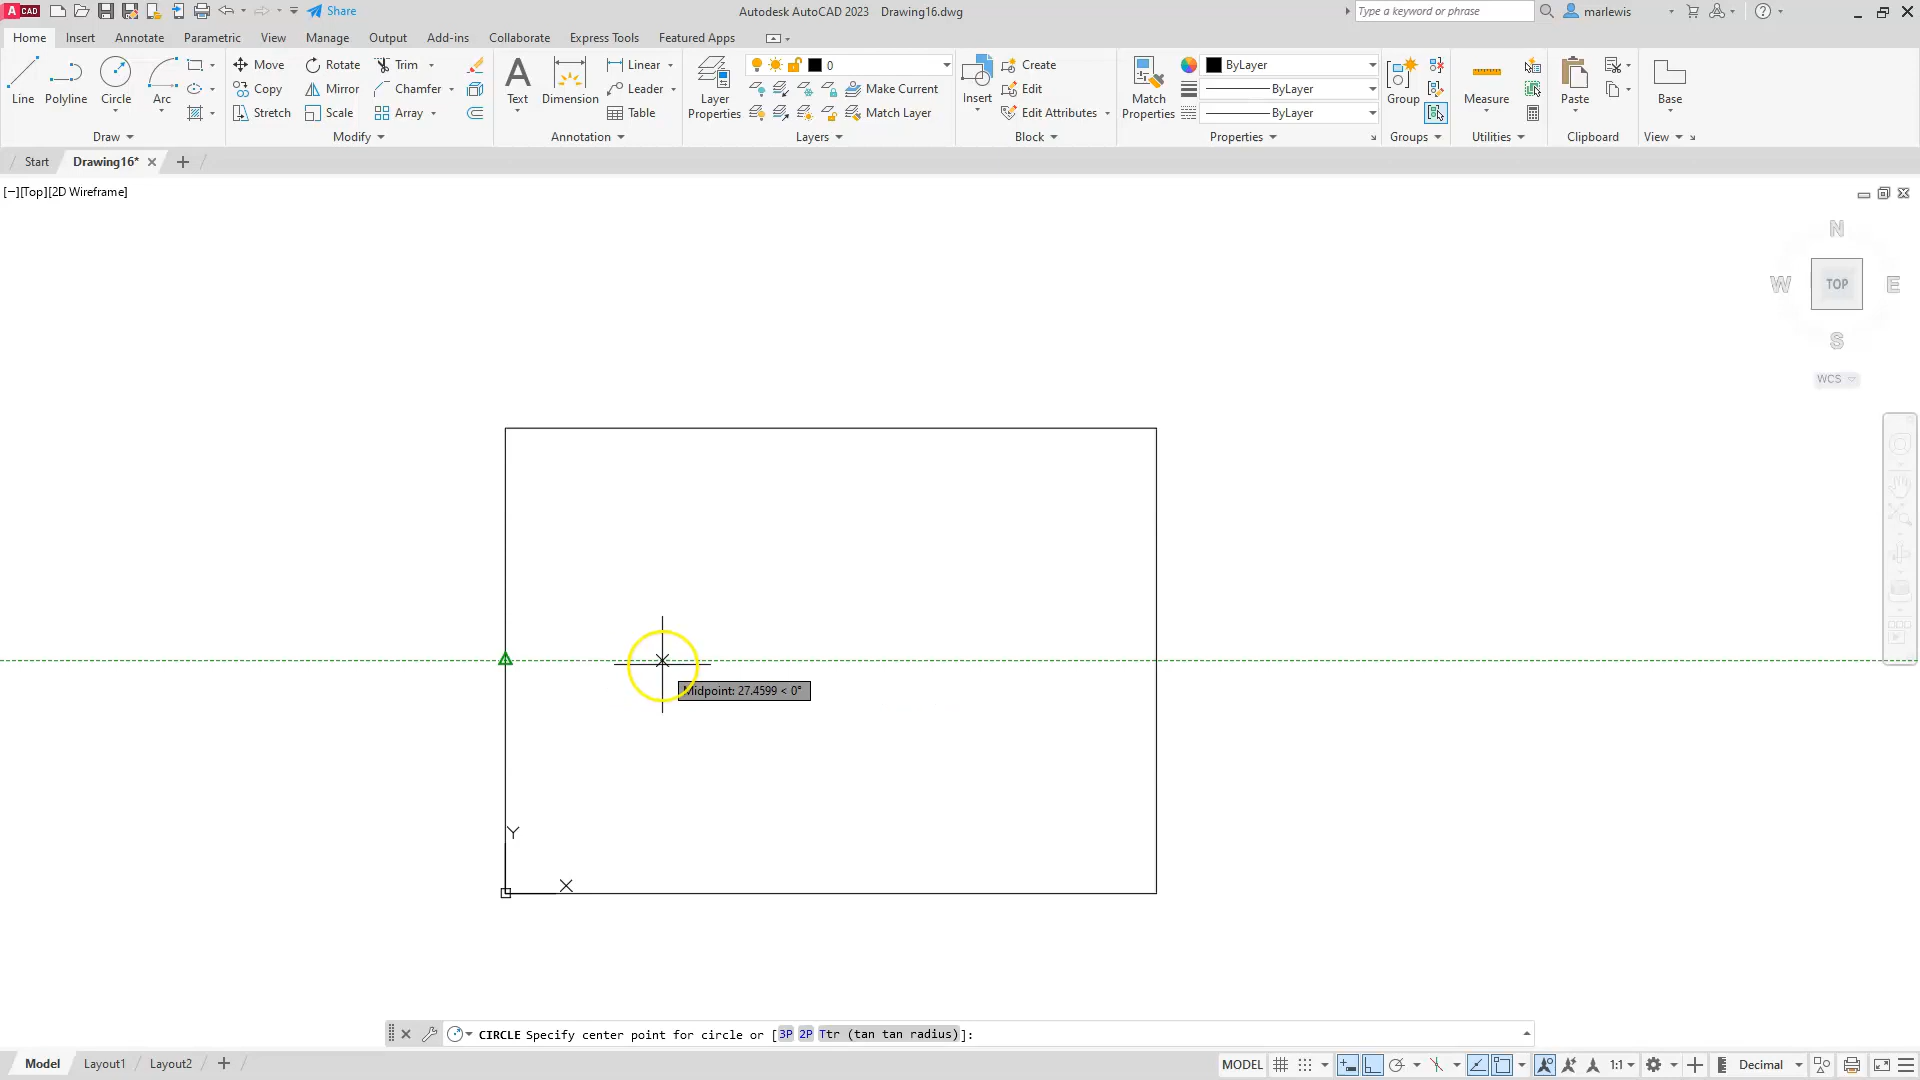 A CAD
Share
Autodesk AutoCAD 2023 Drawing16.dwg
Type a keyword or phrase
marlewis
Home Insert Annotate Parametric View Manage Output Add-ins Collaborate Express Tools Featured Apps
Line Polyline Circle Arc
Draw
Move Rotate Trim
Copy Mirror Chamfer
Stretch Scale Array
Modify
Text Dimension
Linear
Leader
Table
Annotation
Layer Properties
0
Make Current
Match Layer
Layers
Insert
Create
Edit
Edit Attributes
Block
Match Properties
ByLayer
ByLayer
ByLayer
Properties
Group
Groups
Measure
Utilities
Paste
Clipboard
Base
View
Start Drawing16*
[−][Top][2D Wireframe]
N
W TOP E
S
WCS
Midpoint: 27.4599 < 0°
Y
X
CIRCLE Specify center point for circle or [3P 2P Ttr (tan tan radius)]:
Model Layout1 Layout2
MODEL 1:1 Decimal